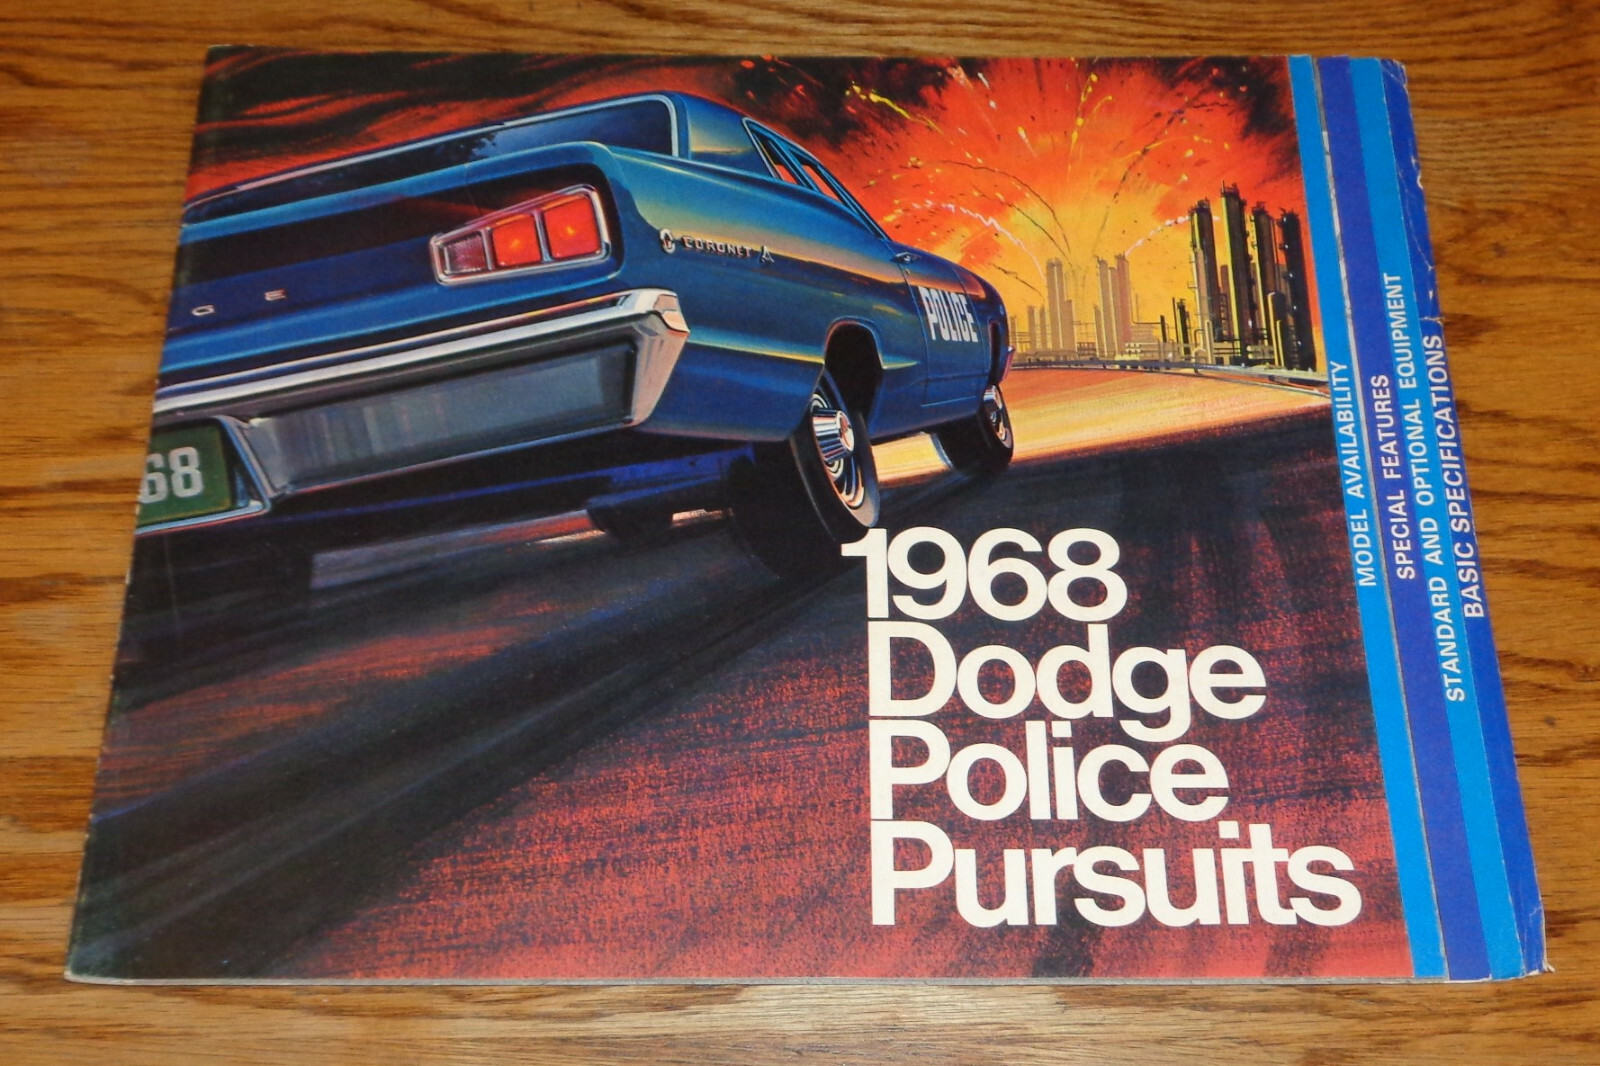 CORONET
G E
POLICE
68
1968
Dodge
Police
Pursuits
MODEL AVAILABILITY
SPECIAL FEATURES
STANDARD AND OPTIONAL EQUIPMENT
BASIC SPECIFICATIONS